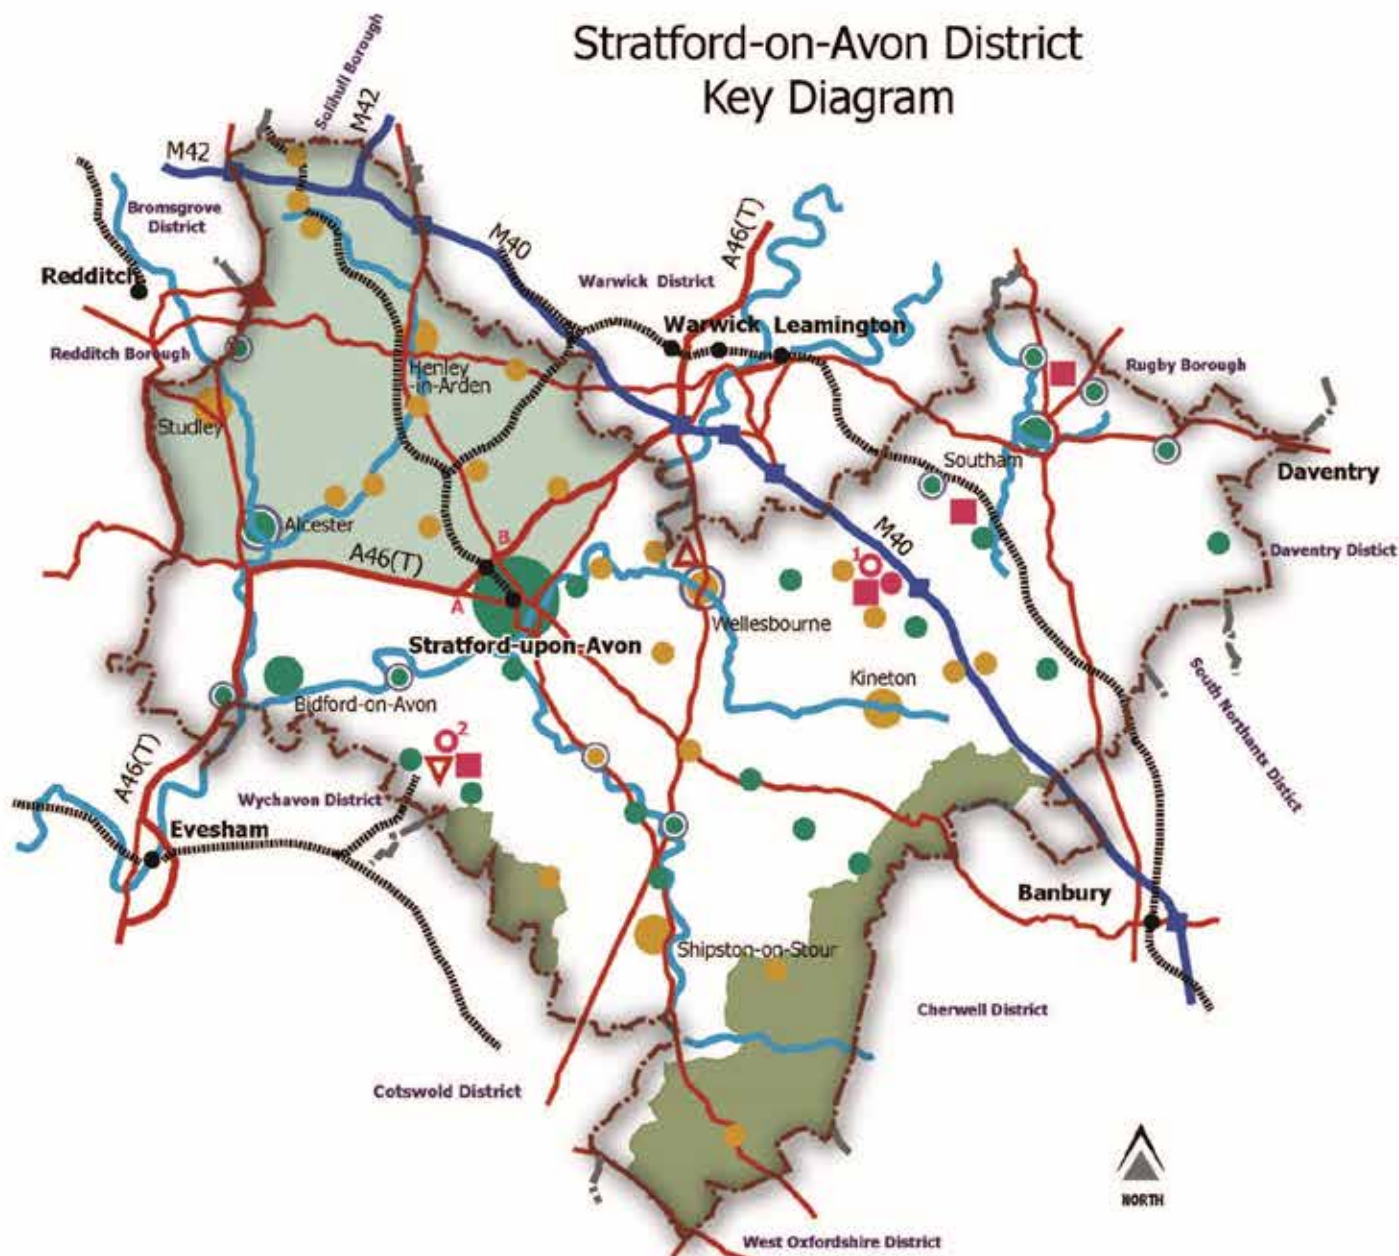 Stratford-on-Avon District
Key Diagram
Solihull Borough
M42
M42
Bromsgrove
District
M40
A46(T)
Redditch
Warwick District
Warwick Leamington
Redditch Borough
Henley
-in-Arden
Rugby Borough
Studley
Southam
Daventry
Alcester
M40
B
A46(T)
Daventry Distict
1
A
Wellesbourne
Stratford-upon-Avon
Kineton
South Northants Distict
Bidford-on-Avon
2
A46(T)
Wychavon District
Evesham
Banbury
Shipston-on-Stour
Cherwell District
Cotswold District
NORTH
West Oxfordshire District